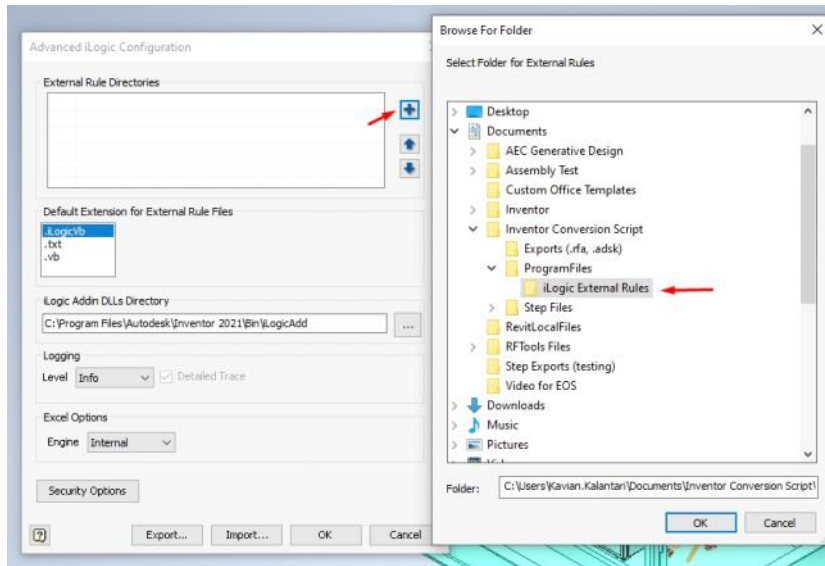 Advanced iLogic Configuration
External Rule Directories
Default Extension for External Rule Files
.iLogicVb
.txt
.vb
iLogic Addin DLLs Directory
C:\Program Files\Autodesk\Inventor 2021\Bin\iLogicAdd
...
Logging
Level Info Detailed Trace
Excel Options
Engine Internal
Security Options
Export... Import... OK Cancel
Browse For Folder
Select Folder for External Rules
Desktop
Documents
AEC Generative Design
Assembly Test
Custom Office Templates
Inventor
Inventor Conversion Script
Exports (.rfa, .adsk)
ProgramFiles
iLogic External Rules
Step Files
RevitLocalFiles
RFTools Files
Step Exports (testing)
Video for EOS
Downloads
Music
Pictures
Folder: C:\Users\Kavian.Kalantari\Documents\Inventor Conversion Script\
OK Cancel